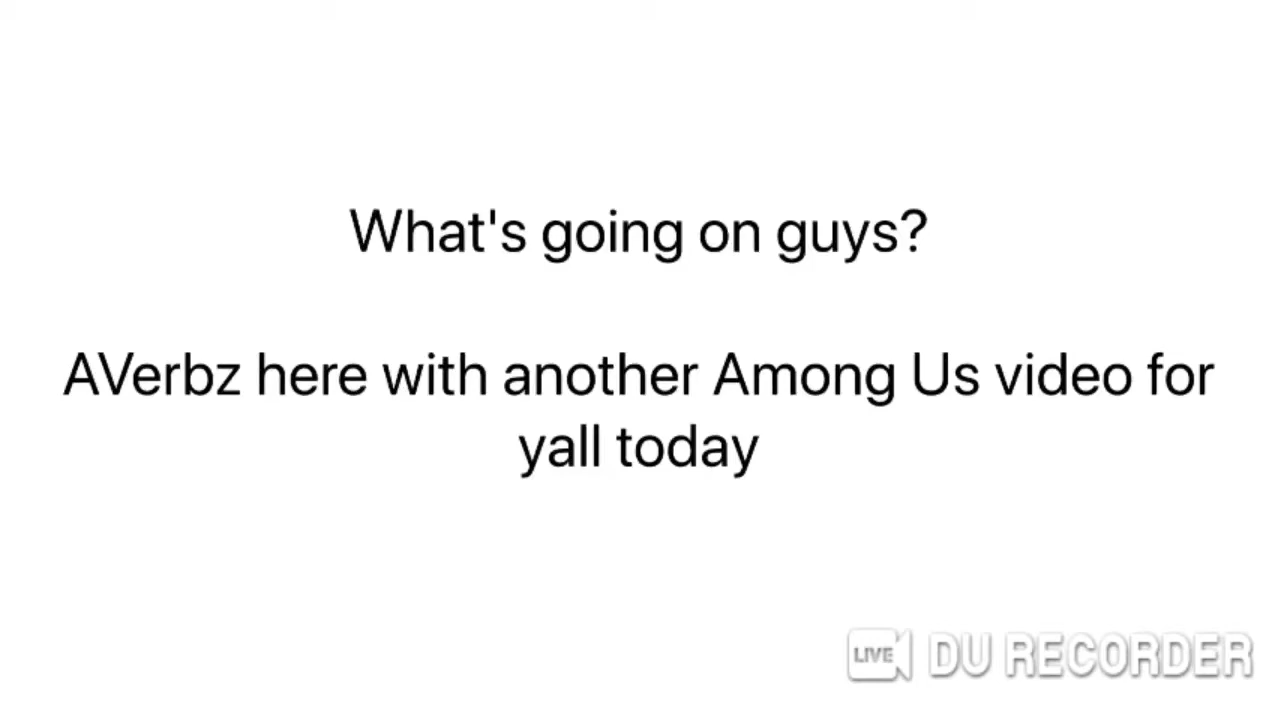 What's going on guys?
AVerbz here with another Among Us video for
yall today
LIVE DU RECORDER